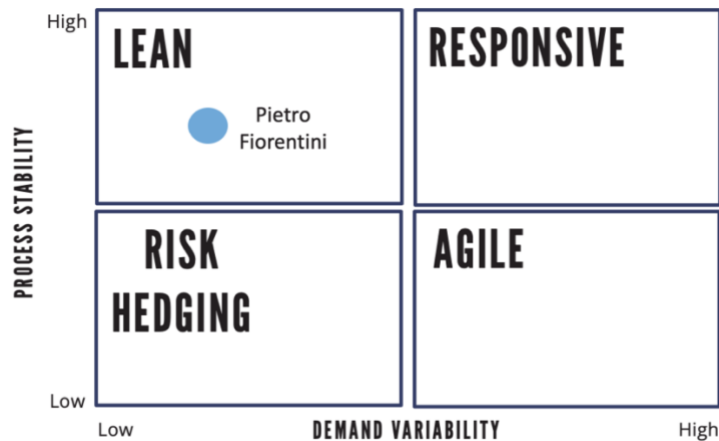 High
LEAN
RESPONSIVE
Pietro
Fiorentini
PROCESS STABILITY
RISK
HEDGING
AGILE
Low
Low
DEMAND VARIABILITY
High